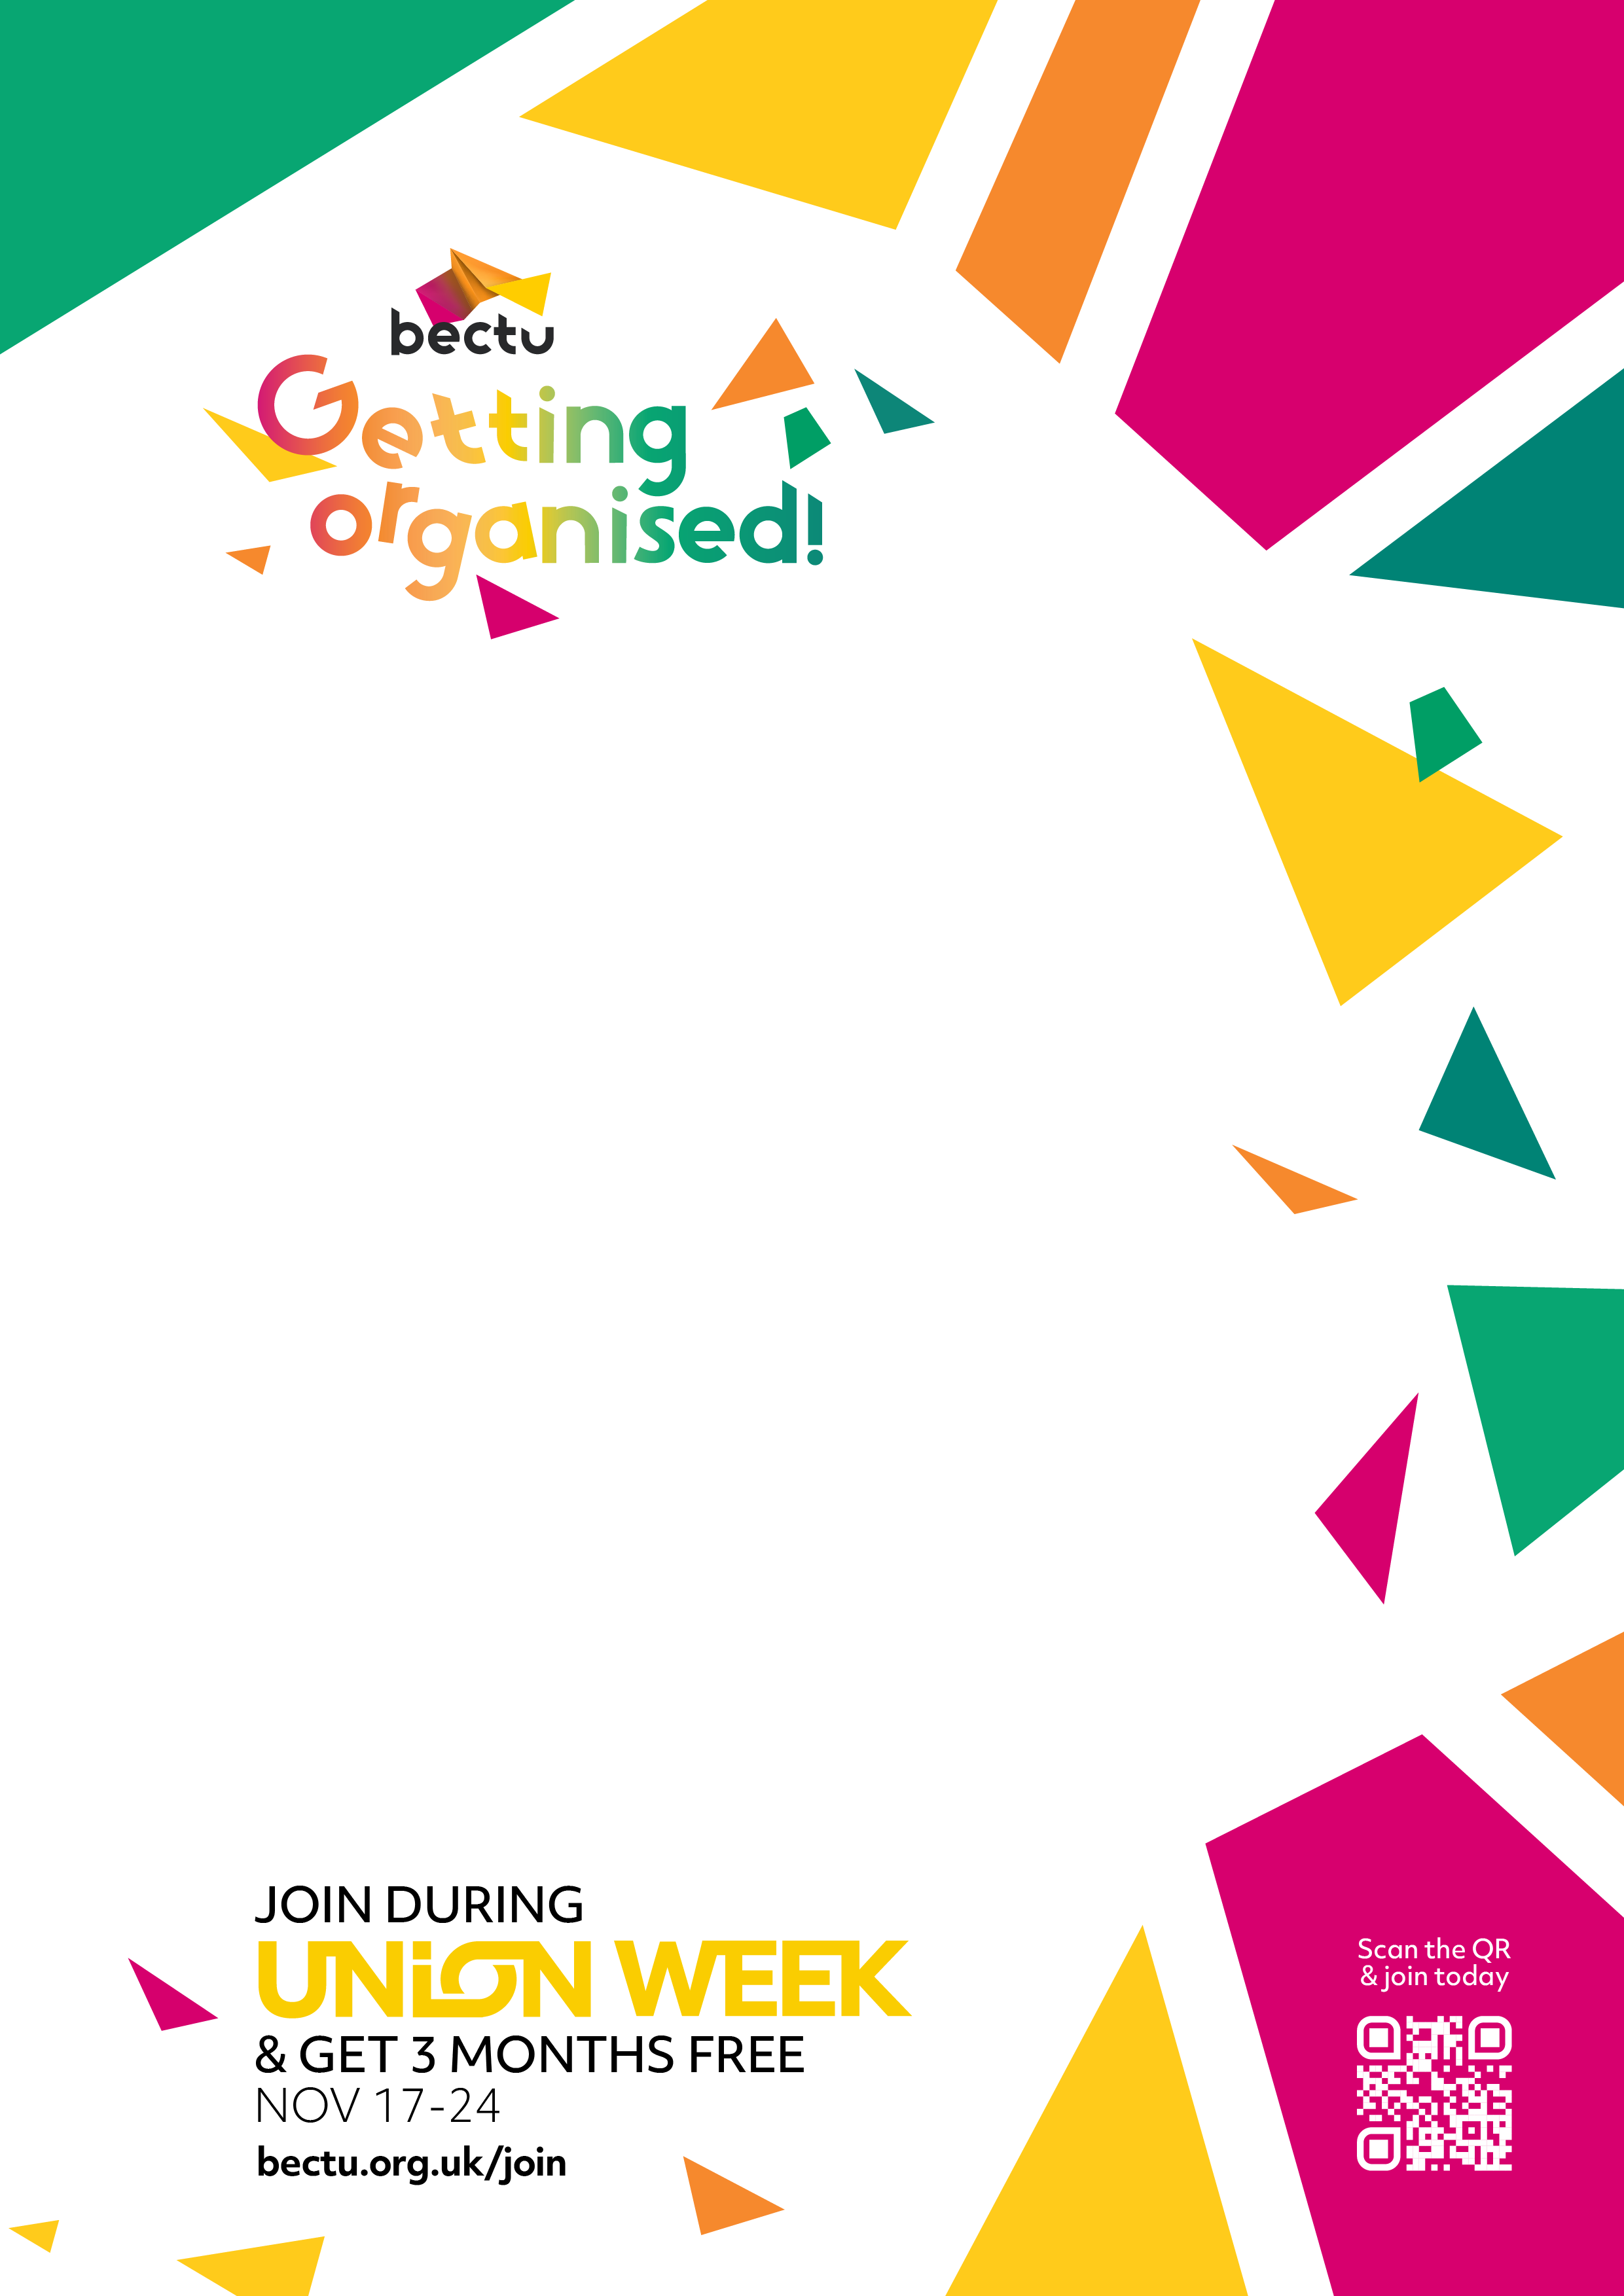 bectu
Getting
organised!
JOIN DURING
UNION WEEK
& GET 3 MONTHS FREE
NOV 17-24
bectu.org.uk/join
Scan the QR
& join today